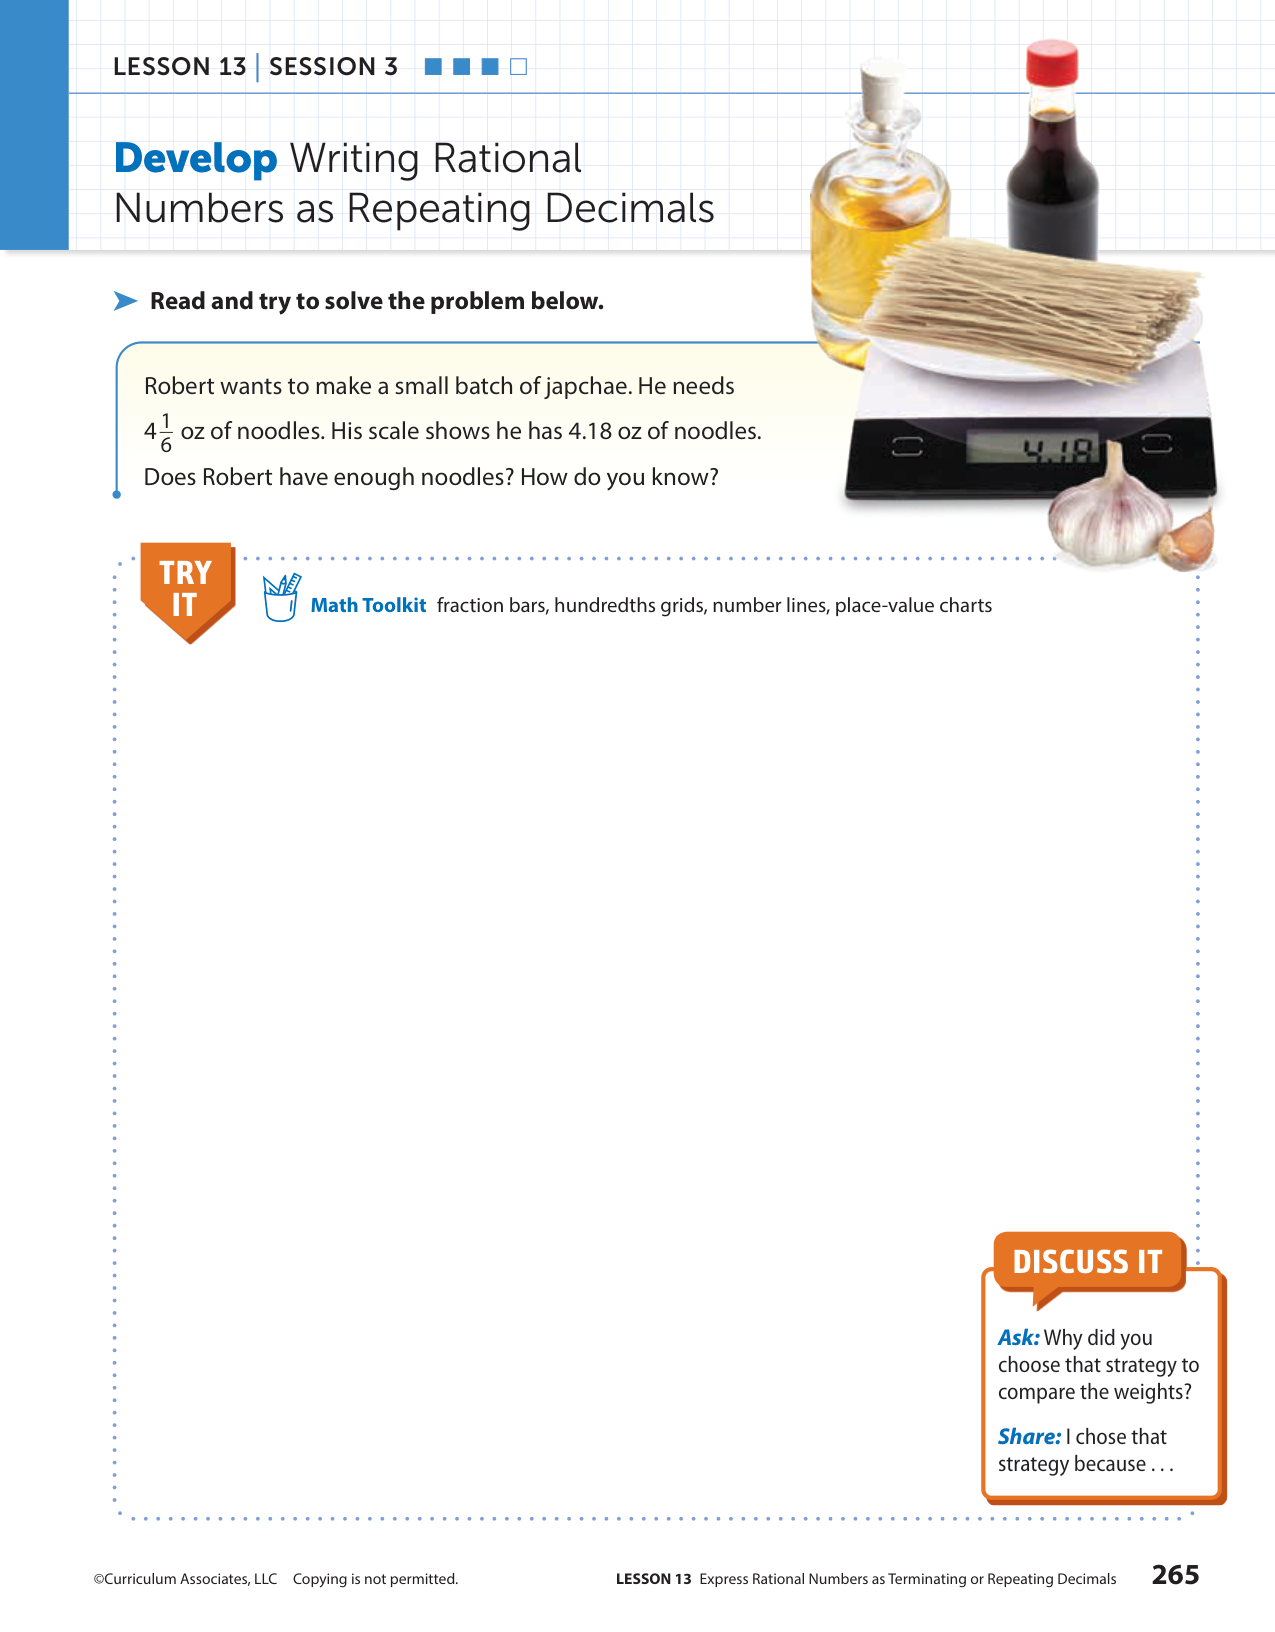 LESSON 13 | SESSION 3
Develop Writing Rational
Numbers as Repeating Decimals
Read and try to solve the problem below.
Robert wants to make a small batch of japchae. He needs
4 1/6 oz of noodles. His scale shows he has 4.18 oz of noodles.
Does Robert have enough noodles? How do you know?
4.18
TRY
IT
Math Toolkit fraction bars, hundredths grids, number lines, place-value charts
DISCUSS IT
Ask: Why did you
choose that strategy to
compare the weights?
Share: I chose that
strategy because . . .
©Curriculum Associates, LLC Copying is not permitted.
LESSON 13 Express Rational Numbers as Terminating or Repeating Decimals 265